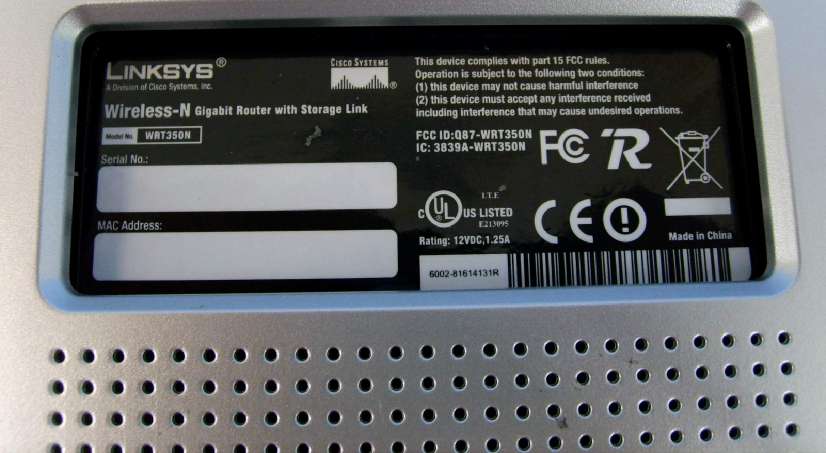 LINKSYS®
A Division of Cisco Systems, Inc.
CISCO SYSTEMS
®
Wireless-N Gigabit Router with Storage Link
Model No. WRT350N
Serial No.:
MAC Address:
This device complies with part 15 FCC rules.
Operation is subject to the following two conditions:
(1) this device may not cause harmful interference
(2) this device must accept any interference received
including interference that may cause undesired operations.
FCC ID:Q87-WRT350N
IC: 3839A-WRT350N
FC
R
I.T.E
C UL® US LISTED
E213095
CE
Rating: 12VDC,1.25A
Made in China
6002-81614131R